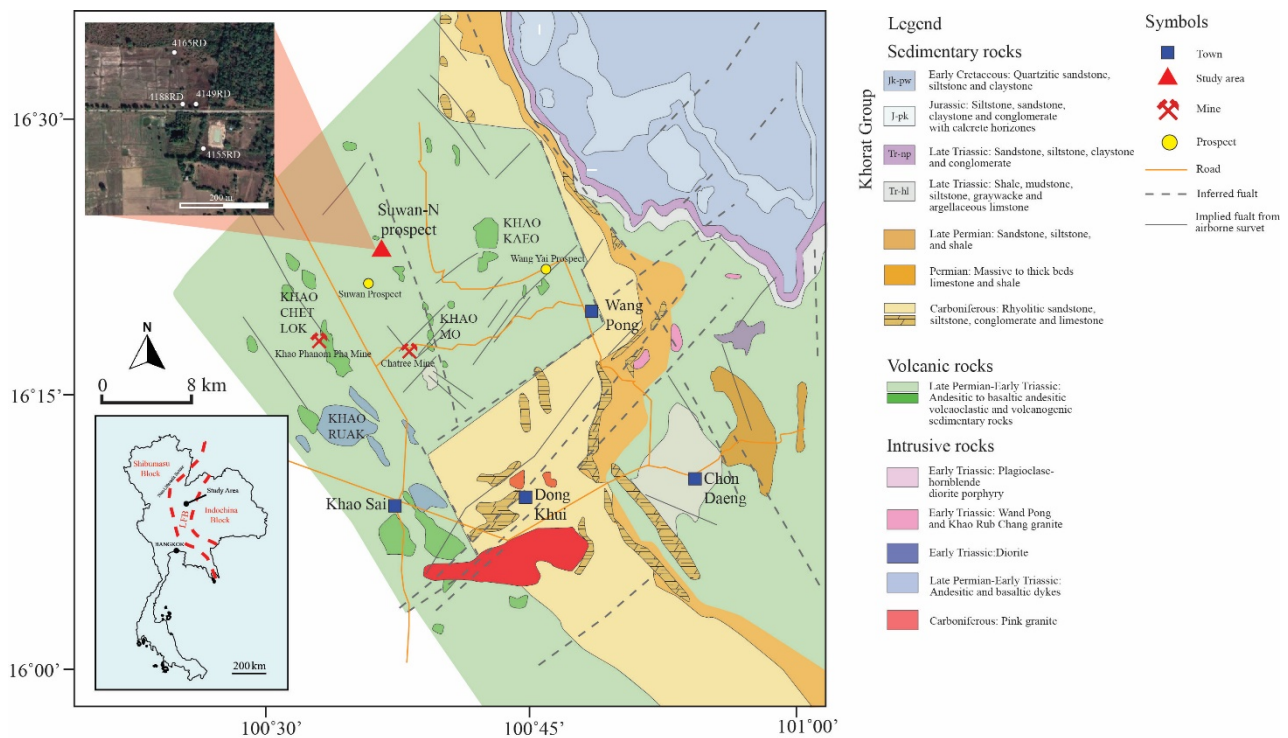 4165RD
4188RD
4149RD
4155RD
200 m
16°30'
16°15'
16°00'
100°30'
100°45'
101°00'
N
0 8 km
Suwan-N
prospect
KHAO
KAEO
Wang Yai Prospect
Suwan Prospect
KHAO
CHET
LOK
KHAO
MO
Wang
Pong
Khao Phanom Pha Mine
Chatree Mine
KHAO
RUAK
Khao Sai
Dong
Khui
Chon
Daeng
Shibumasu
Block
Study Area
Indochina
Block
LFB
BANGKOK
200 km
Legend
Sedimentary rocks
Khorat Group
Jk-pw
Early Cretaccous: Quartzitic sandstone,
siltstone and claystone
J-pk
Jurassic: Siltstone, sandstone,
claystone and conglomerate
with calcrete horizones
Tr-np
Late Triassic: Sandstone, siltstone, claystone
and conglomerate
Tr-hl
Late Triassic: Shale, mudstone,
siltstone, graywacke and
argellaceous limstone
Late Permian: Sandstone, siltstone,
and shale
Permian: Massive to thick beds
limestone and shale
Carboniferous: Rhyolitic sandstone,
siltstone, conglomerate and limestone
Volcanic rocks
Late Permian-Early Triassic:
Andesitic to basaltic andesitic
volcaoclastic and volcanogenic
sedimentary rocks
Intrusive rocks
Early Triassic: Plagioclase-
hornblende
diorite porphyry
Early Triassic: Wand Pong
and Khao Rub Chang granite
Early Triassic:Diorite
Late Permian-Early Triassic:
Andesitic and basaltic dykes
Carboniferous: Pink granite
Symbols
Town
Study area
Mine
Prospect
Road
Inferred fualt
Implied fualt from
airborne survet